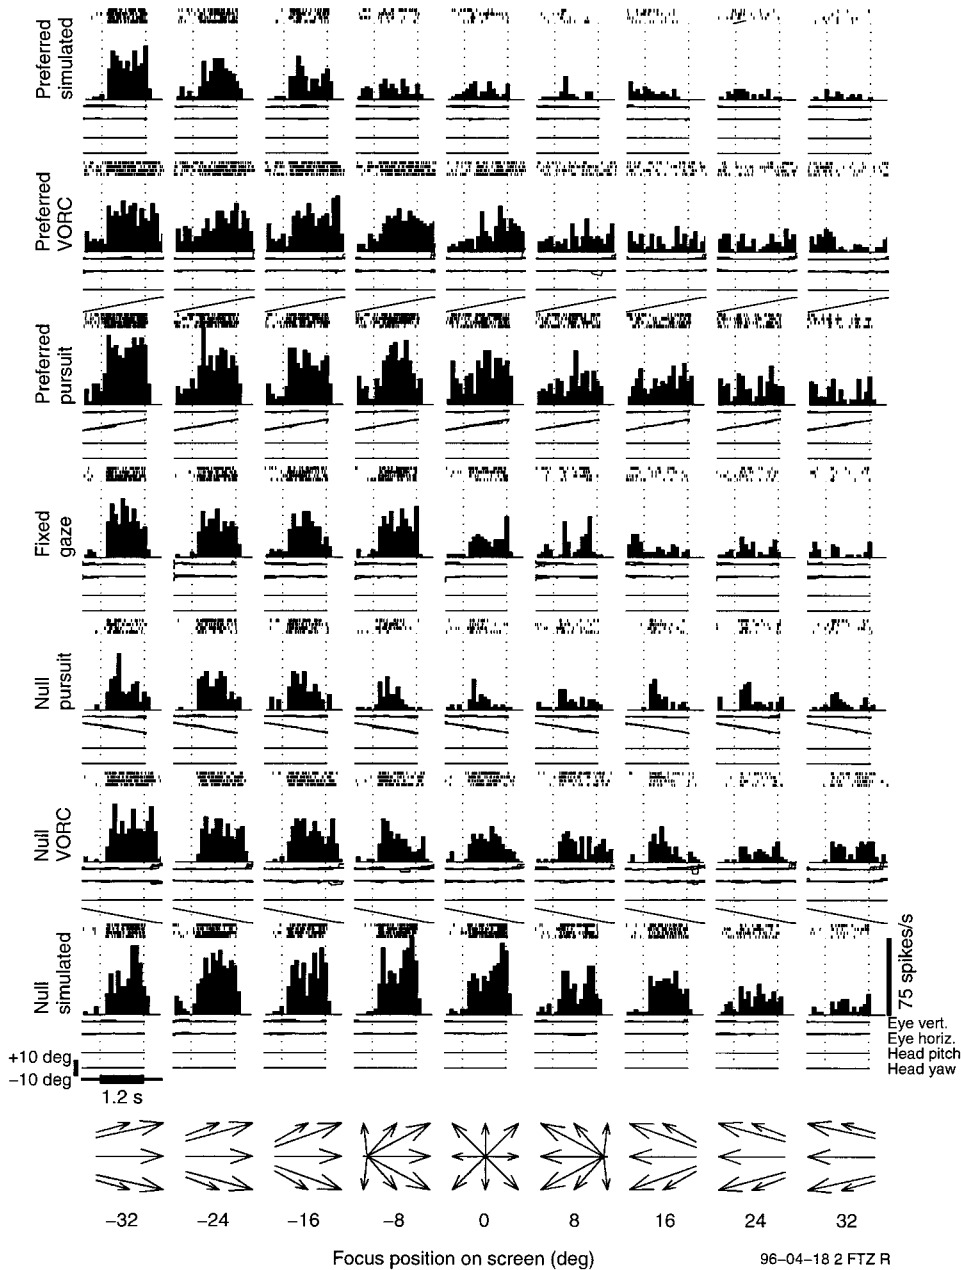 Preferred
simulated
Preferred
VORC
Preferred
pursuit
Fixed
gaze
Null
pursuit
Null
VORC
Null
simulated
75 spikes/s
Eye vert.
Eye horiz.
Head pitch
Head yaw
+10 deg
−10 deg
1.2 s
−32 −24 −16 −8 0 8 16 24 32
Focus position on screen (deg)
96–04–18 2 FTZ R